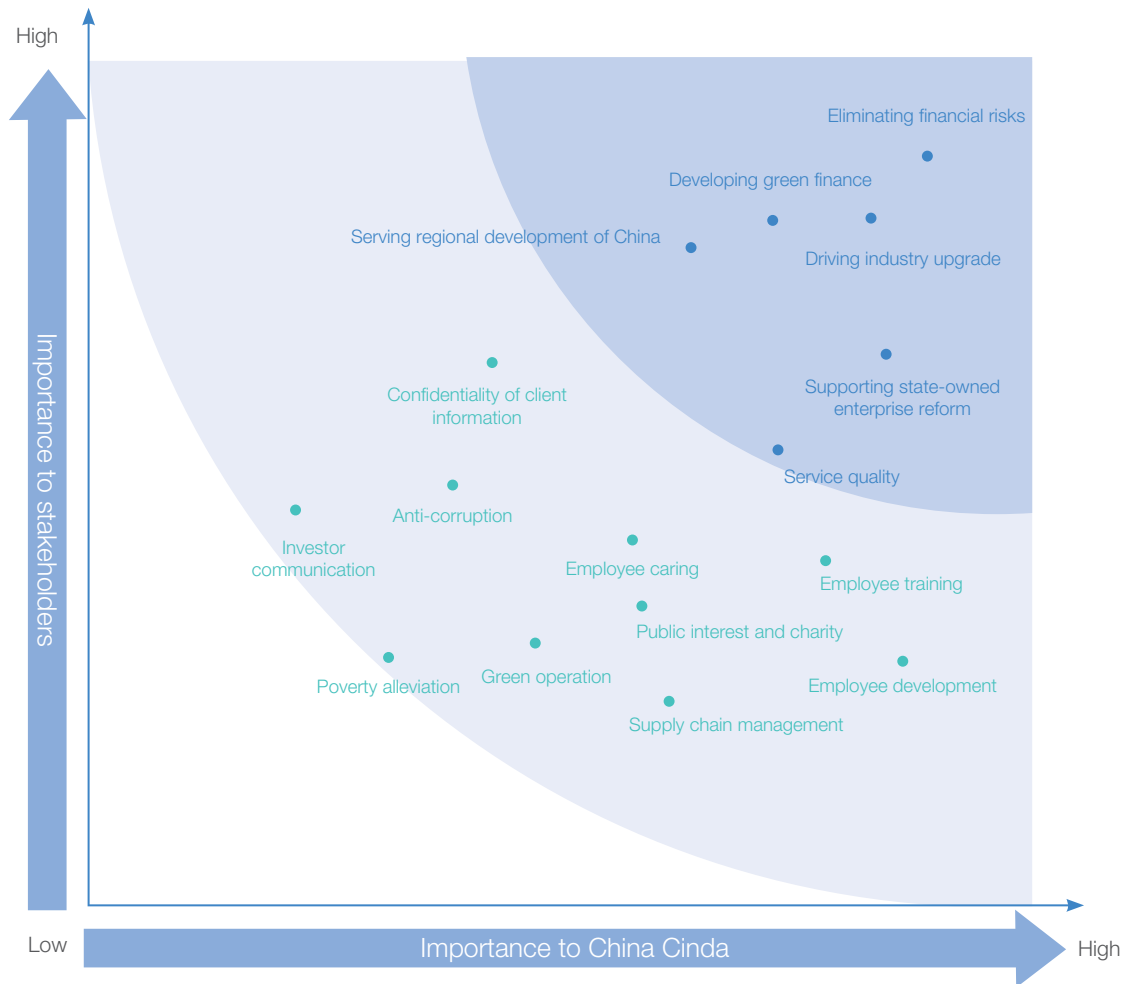 High
Eliminating financial risks
Developing green finance
Serving regional development of China
Driving industry upgrade
Importance to stakeholders
Confidentiality of client
information
Supporting state-owned
enterprise reform
Service quality
Anti-corruption
Investor
communication
Employee caring
Employee training
Public interest and charity
Poverty alleviation
Green operation
Employee development
Supply chain management
Low
Importance to China Cinda
High